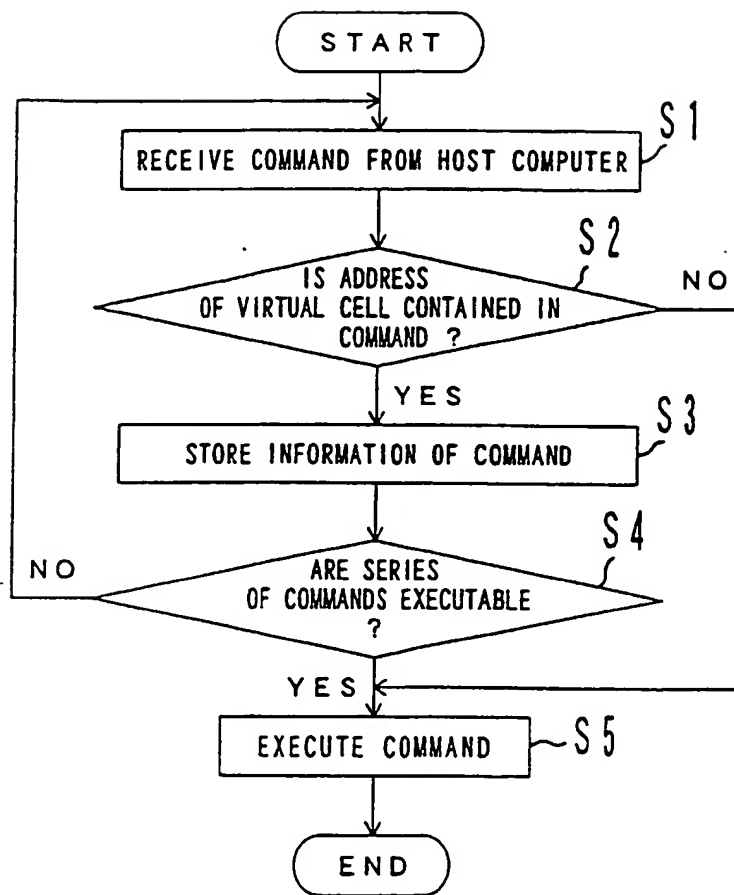 START
S1
RECEIVE COMMAND FROM HOST COMPUTER
S2
IS ADDRESS
OF VIRTUAL CELL CONTAINED IN
COMMAND ?
NO
YES
S3
STORE INFORMATION OF COMMAND
S4
NO
ARE SERIES
OF COMMANDS EXECUTABLE
?
YES
EXECUTE COMMAND
S5
END